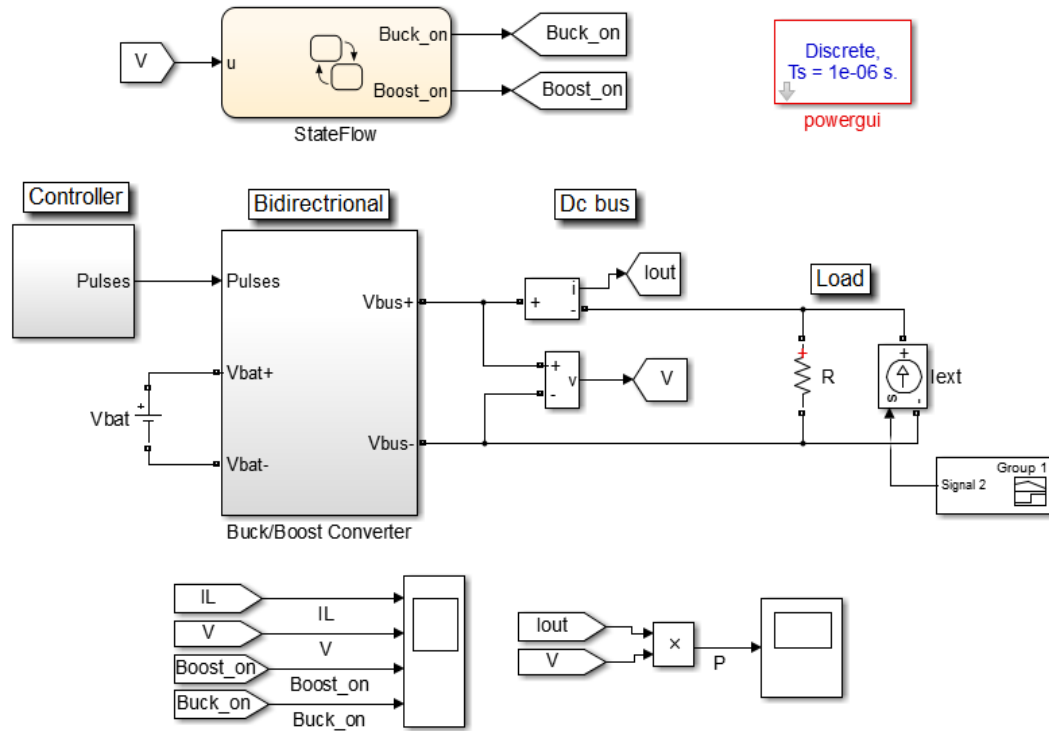 V
u
Buck_on
Boost_on
Buck_on
Boost_on
StateFlow
Discrete,
Ts = 1e-06 s.
powergui
Controller
Bidirectrional
Dc bus
Load
Pulses
Pulses
Vbus+
Vbat+
Vbat-
Vbus-
Vbat
Buck/Boost Converter
+
i
-
Iout
+
v
-
V
+
R
+
s
-
Iext
+
Signal 2
Group 1
IL
V
Boost_on
Buck_on
IL
V
Boost_on
Buck_on
Iout
V
×
P